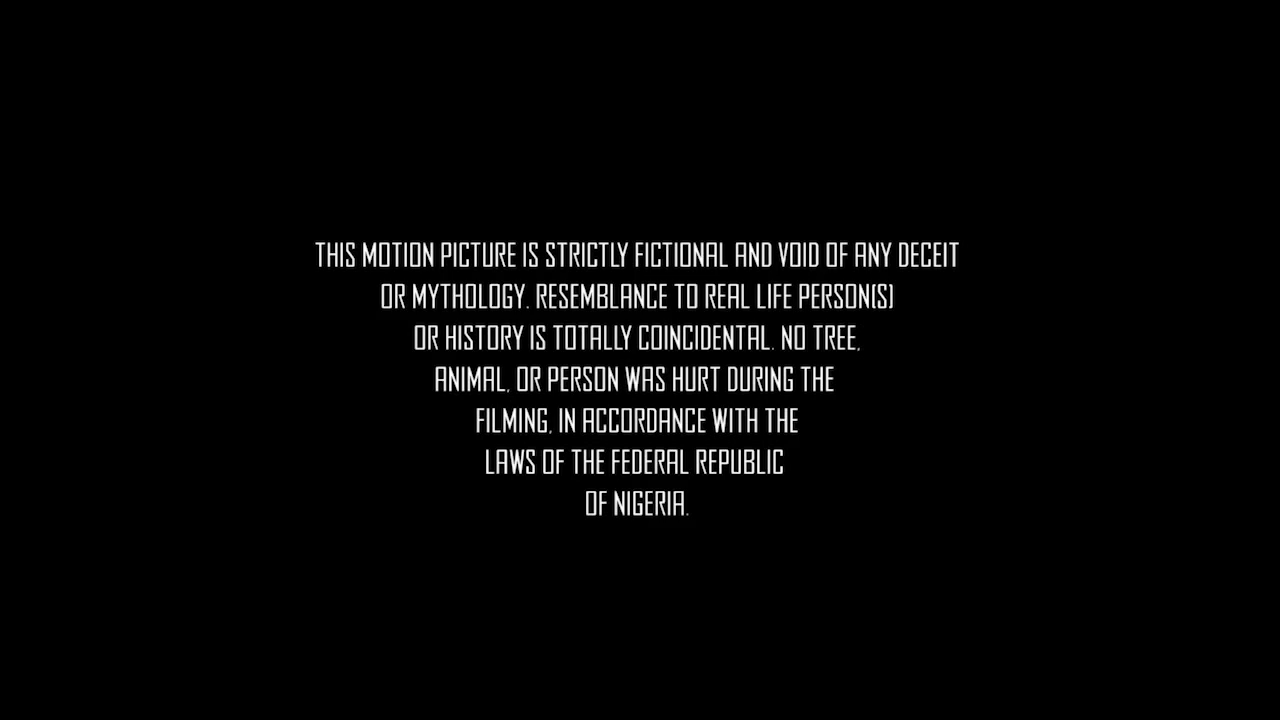 THIS MOTION PICTURE IS STRICTLY FICTIONAL AND VOID OF ANY DECEIT
OR MYTHOLOGY. RESEMBLANCE TO REAL LIFE PERSON(S)
OR HISTORY IS TOTALLY COINCIDENTAL. NO TREE,
ANIMAL, OR PERSON WAS HURT DURING THE
FILMING, IN ACCORDANCE WITH THE
LAWS OF THE FEDERAL REPUBLIC
OF NIGERIA.